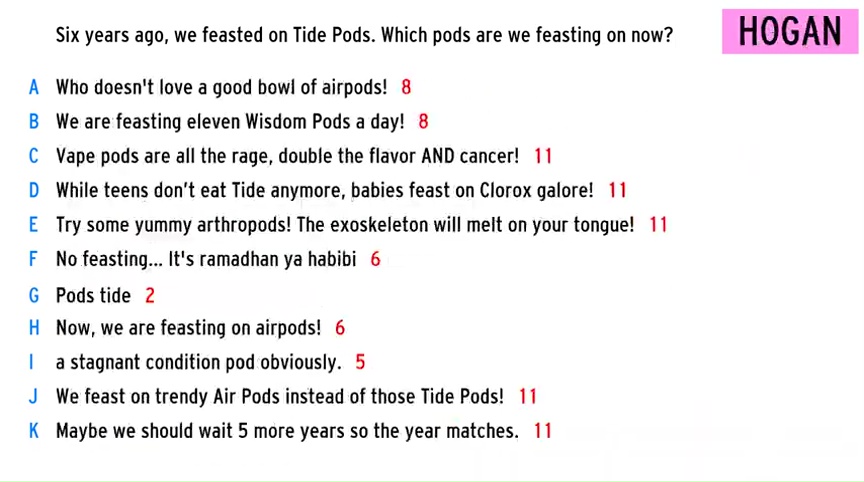 Six years ago, we feasted on Tide Pods. Which pods are we feasting on now?
HOGAN
A Who doesn't love a good bowl of airpods! 8
B We are feasting eleven Wisdom Pods a day! 8
C Vape pods are all the rage, double the flavor AND cancer! 11
D While teens don’t eat Tide anymore, babies feast on Clorox galore! 11
E Try some yummy arthropods! The exoskeleton will melt on your tongue! 11
F No feasting... It's ramadhan ya habibi 6
G Pods tide 2
H Now, we are feasting on airpods! 6
I a stagnant condition pod obviously. 5
J We feast on trendy Air Pods instead of those Tide Pods! 11
K Maybe we should wait 5 more years so the year matches. 11